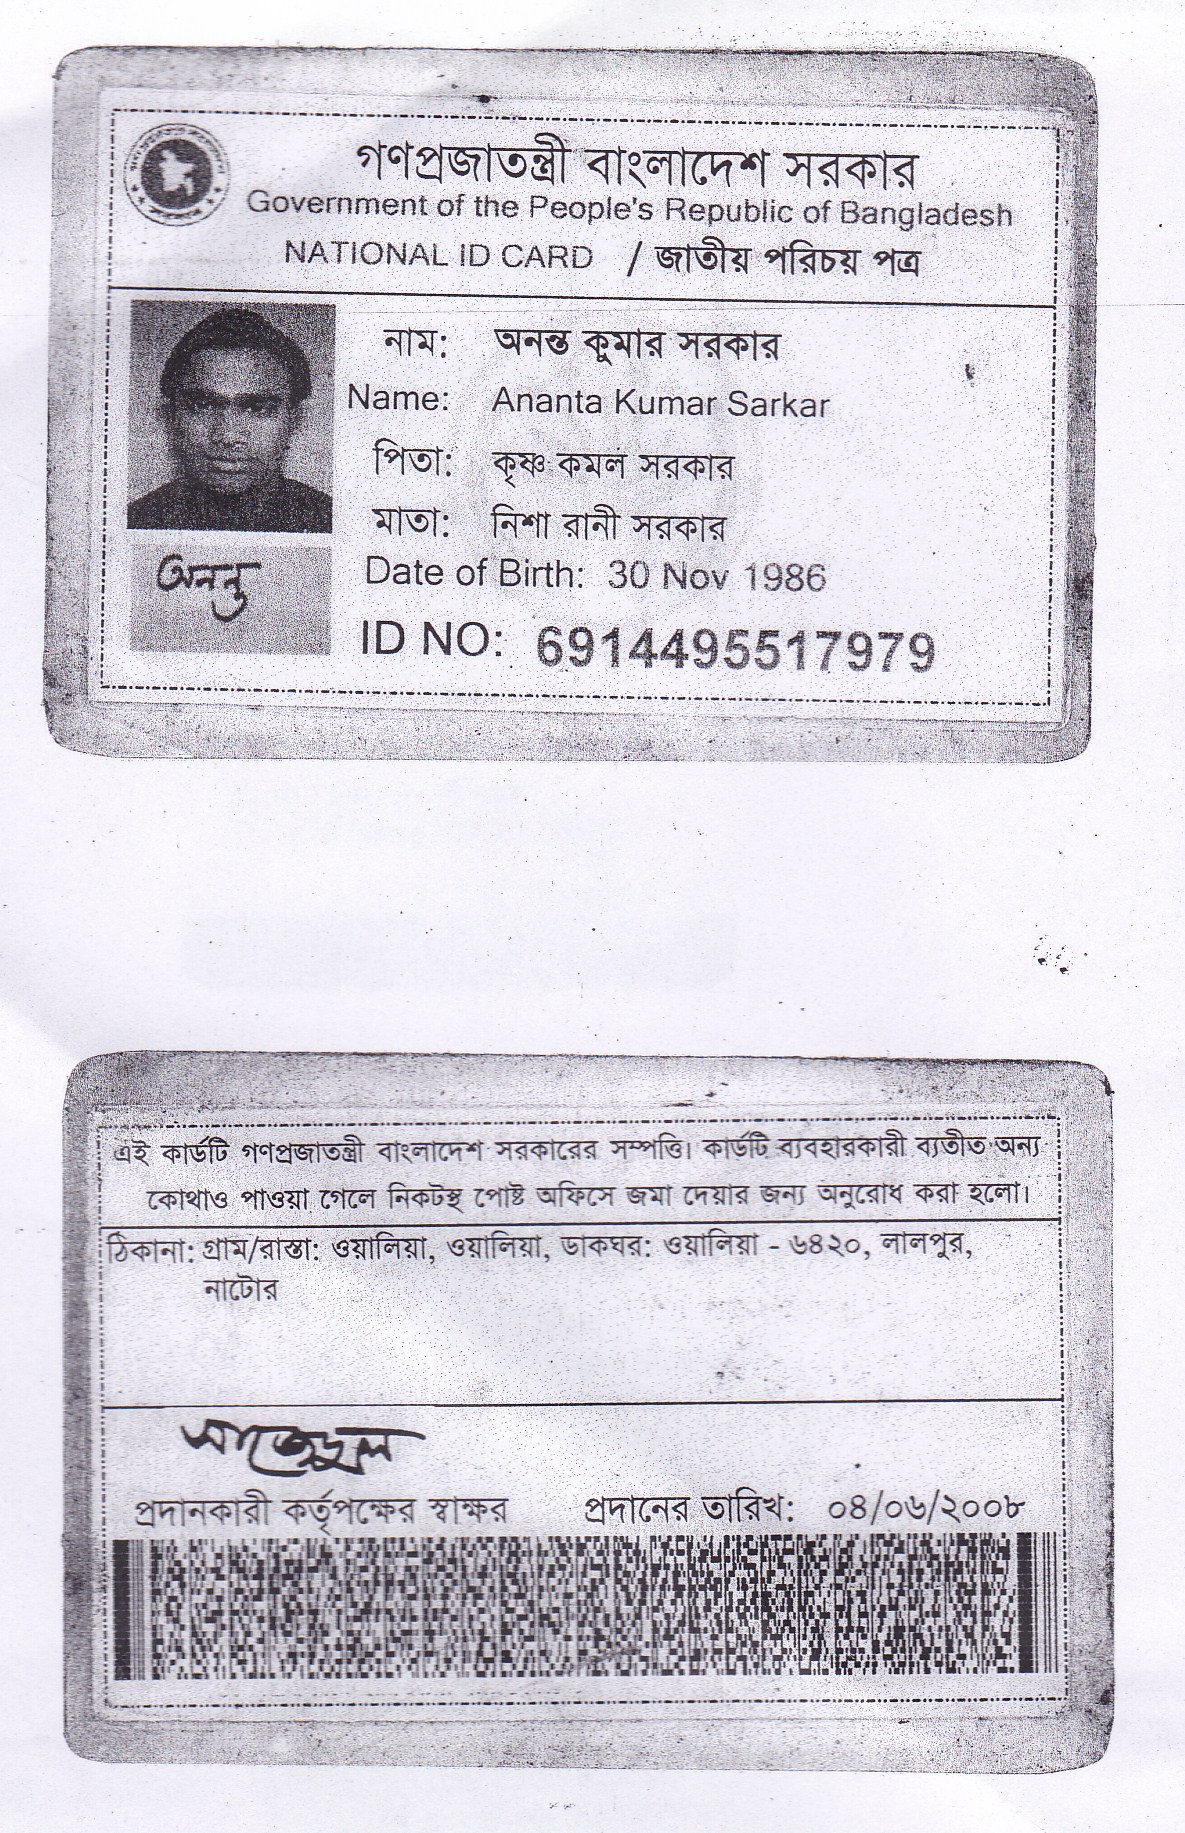 গণপ্রজাতন্ত্রী বাংলাদেশ সরকার
Government of the People's Republic of Bangladesh
NATIONAL ID CARD / জাতীয় পরিচয় পত্র
নাম: অনন্ত কুমার সরকার
Name: Ananta Kumar Sarkar
পিতা: কৃষ্ণ কমল সরকার
মাতা: নিশা রানী সরকার
অনন্ত
Date of Birth: 30 Nov 1986
ID NO: 6914495517979
এই কার্ডটি গণপ্রজাতন্ত্রী বাংলাদেশ সরকারের সম্পত্তি। কার্ডটি ব্যবহারকারী ব্যতীত অন্য
কোথাও পাওয়া গেলে নিকটস্থ পোষ্ট অফিসে জমা দেয়ার জন্য অনুরোধ করা হলো।
ঠিকানা: গ্রাম/রাস্তা: ওয়ালিয়া, ওয়ালিয়া, ডাকঘর: ওয়ালিয়া - ৬৪২০, লালপুর,
নাটোর
প্রদানকারী কর্তৃপক্ষের স্বাক্ষর প্রদানের তারিখ: ০৪/০৬/২০০৮